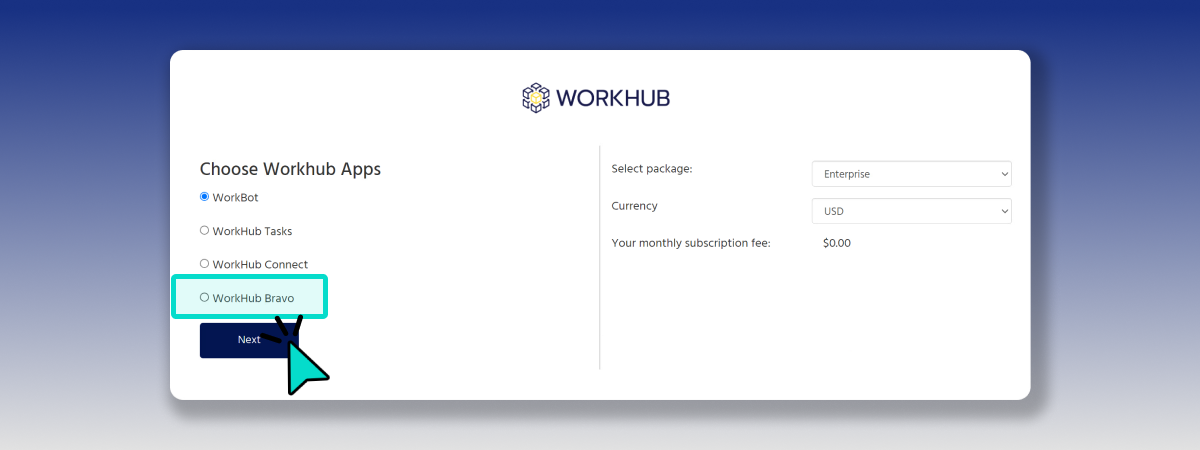 WORKHUB
Choose Workhub Apps
WorkBot
WorkHub Tasks
WorkHub Connect
WorkHub Bravo
Next
Select package:
Enterprise
Currency
USD
Your monthly subscription fee:
$0.00